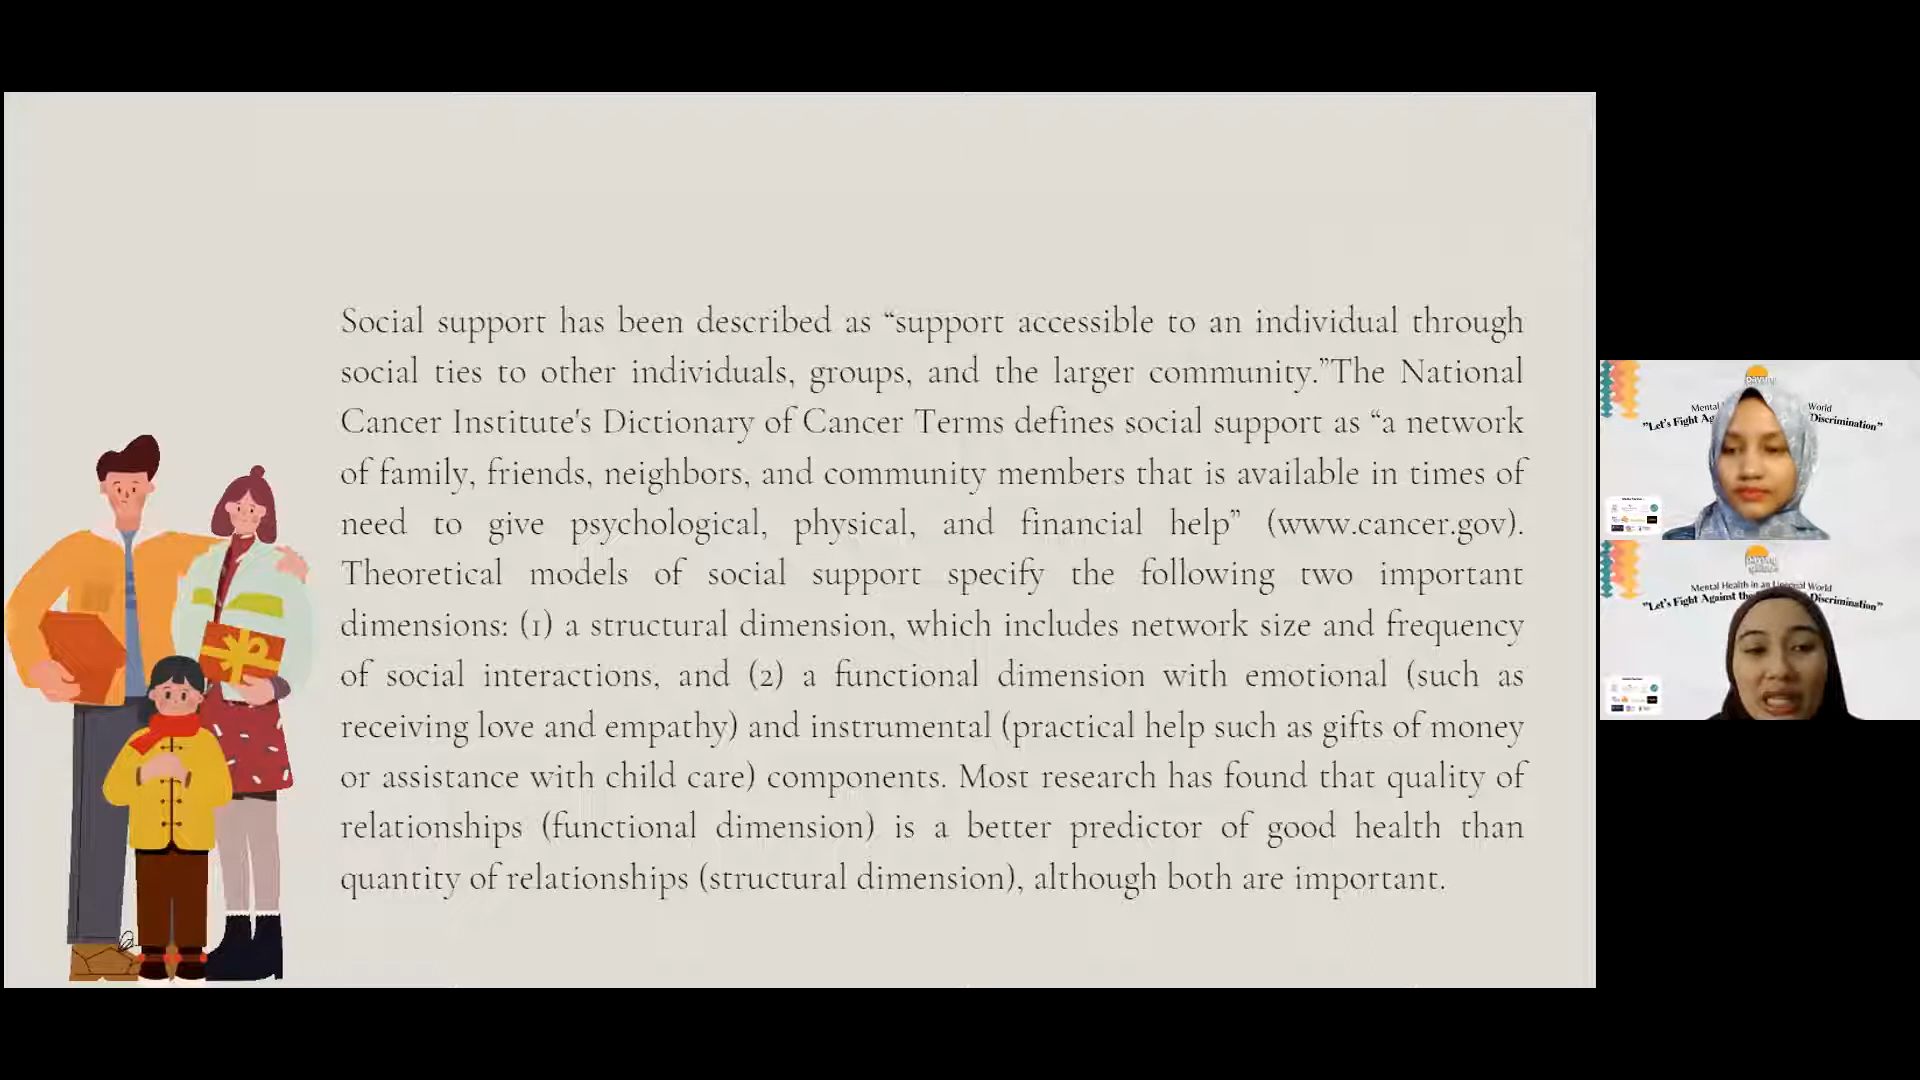 Social support has been described as “support accessible to an individual through
social ties to other individuals, groups, and the larger community.”The National
Cancer Institute's Dictionary of Cancer Terms defines social support as “a network
of family, friends, neighbors, and community members that is available in times of
need to give psychological, physical, and financial help” (www.cancer.gov).
Theoretical models of social support specify the following two important
dimensions: (1) a structural dimension, which includes network size and frequency
of social interactions, and (2) a functional dimension with emotional (such as
receiving love and empathy) and instrumental (practical help such as gifts of money
or assistance with child care) components. Most research has found that quality of
relationships (functional dimension) is a better predictor of good health than
quantity of relationships (structural dimension), although both are important.
Mental World
"Let's Fight Discrimination"
Mental Health in an Unequal World
"Let's Fight Against the Discrimination"